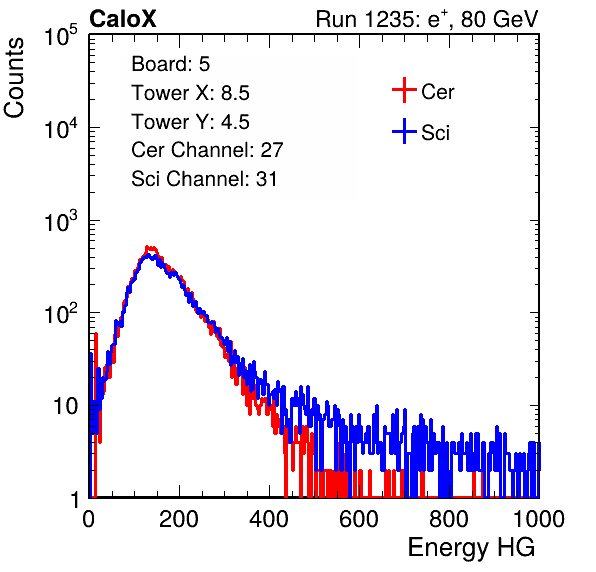 CaloX Run 1235: e⁺, 80 GeV
Counts
Board: 5
Tower X: 8.5
Tower Y: 4.5
Cer Channel: 27
Sci Channel: 31
Cer
Sci
10⁵
10⁴
10³
10²
10
1
0 200 400 600 800 1000
Energy HG